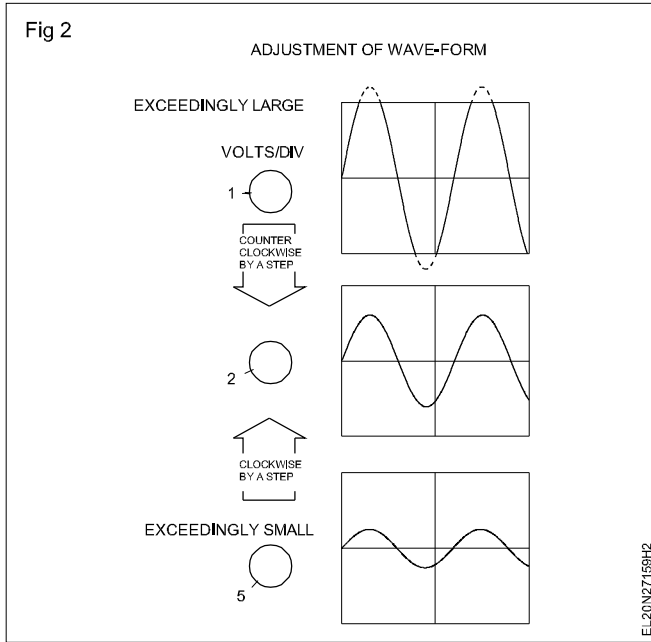 Fig 2
ADJUSTMENT OF WAVE-FORM
EXCEEDINGLY LARGE
VOLTS/DIV
1
COUNTER
CLOCKWISE
BY A STEP
2
CLOCKWISE
BY A STEP
EXCEEDINGLY SMALL
5
EL20N27159H2